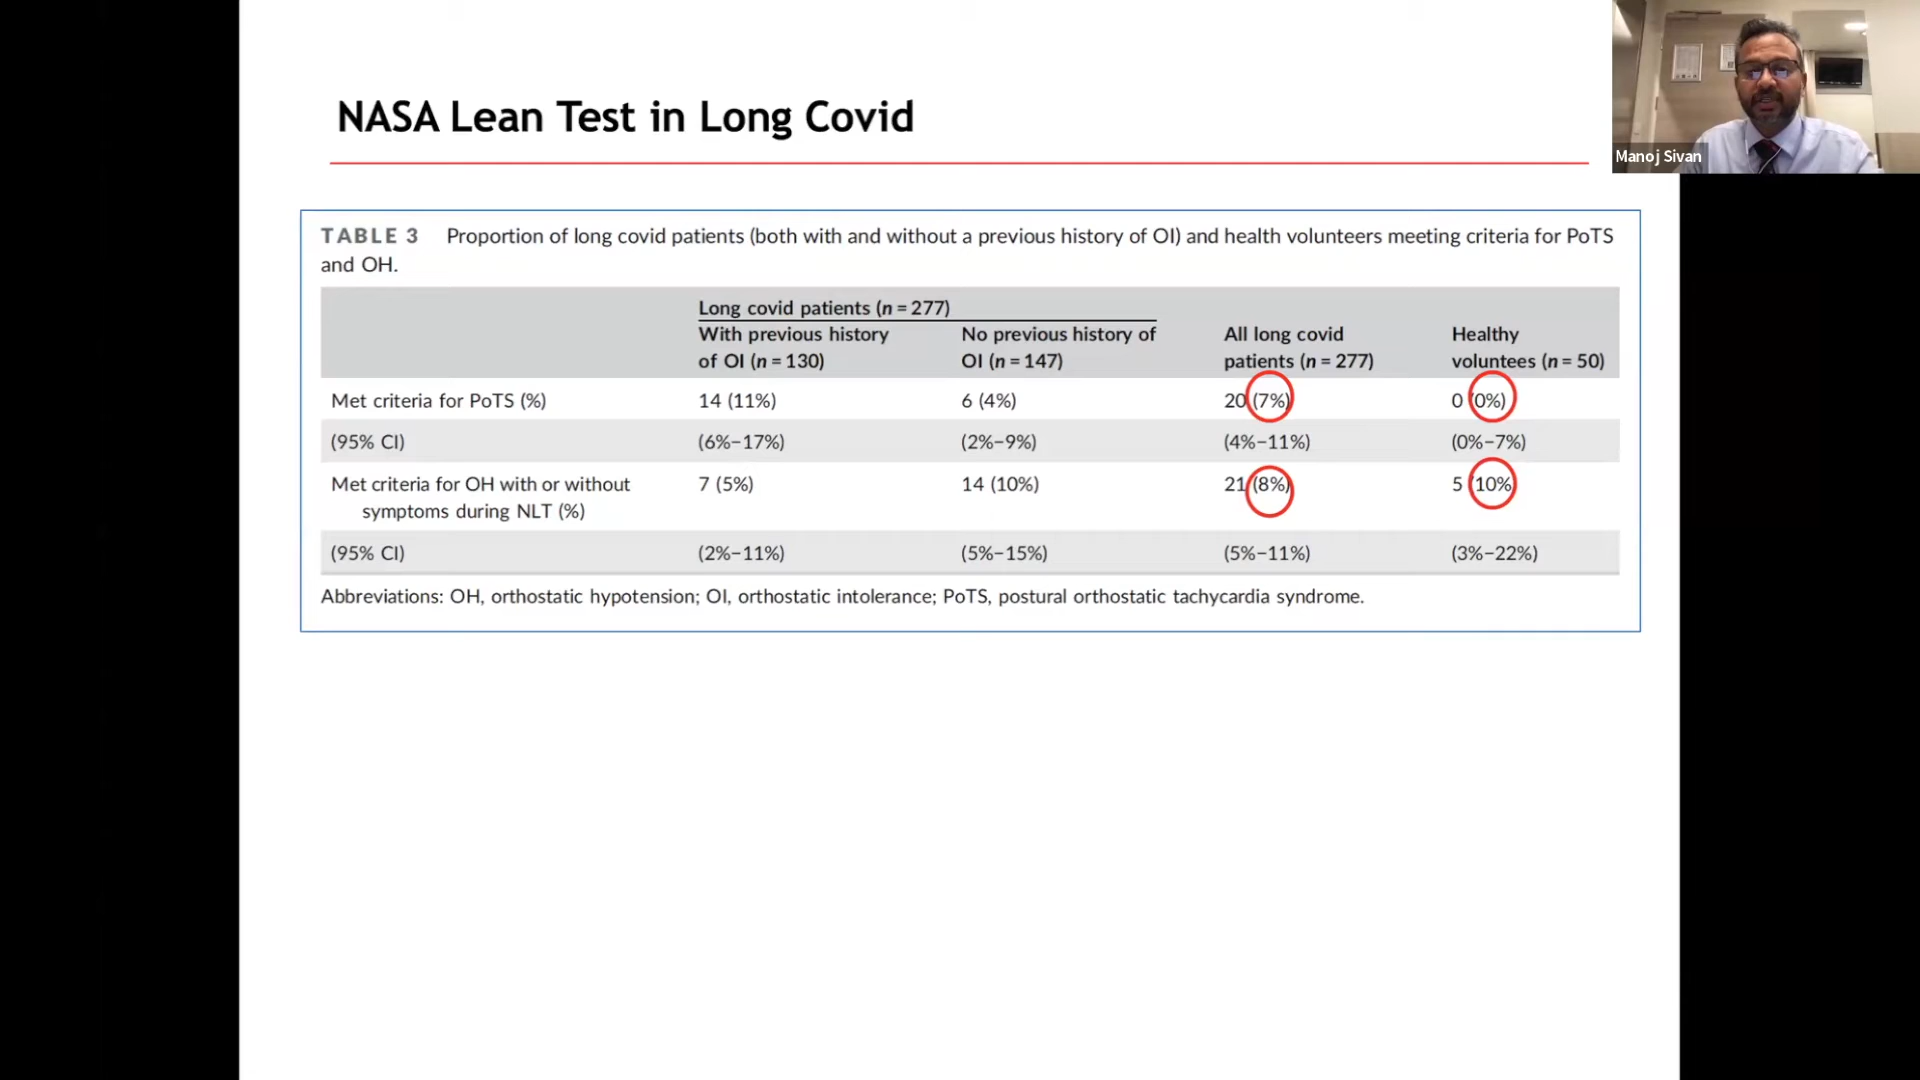 NASA Lean Test in Long Covid
Manoj Sivan
TABLE 3 Proportion of long covid patients (both with and without a previous history of OI) and health volunteers meeting criteria for PoTS
and OH.
Long covid patients (n = 277)
With previous history of OI (n = 130) No previous history of OI (n = 147) All long covid patients (n = 277) Healthy voluntees (n = 50)
Met criteria for PoTS (%) 14 (11%) 6 (4%) 20 (7%) 0 (0%)
(95% CI) (6%–17%) (2%–9%) (4%–11%) (0%–7%)
Met criteria for OH with or without 7 (5%) 14 (10%) 21 (8%) 5 (10%)
symptoms during NLT (%)
(95% CI) (2%–11%) (5%–15%) (5%–11%) (3%–22%)
Abbreviations: OH, orthostatic hypotension; OI, orthostatic intolerance; PoTS, postural orthostatic tachycardia syndrome.